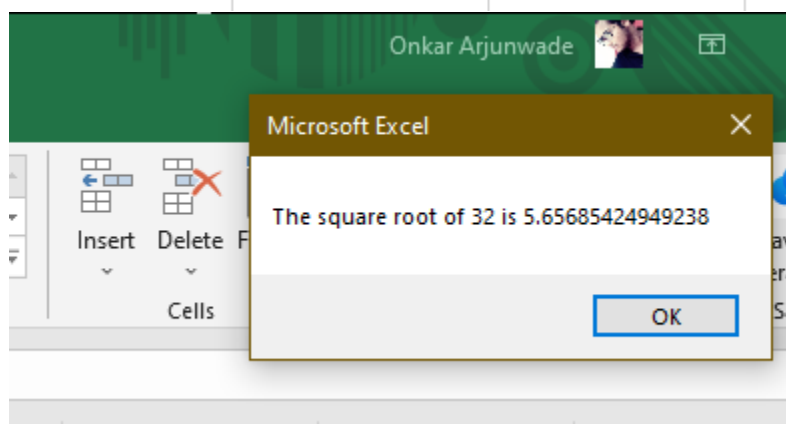 Onkar Arjunwade
Microsoft Excel
The square root of 32 is 5.65685424949238
Insert Delete F
Cells
OK